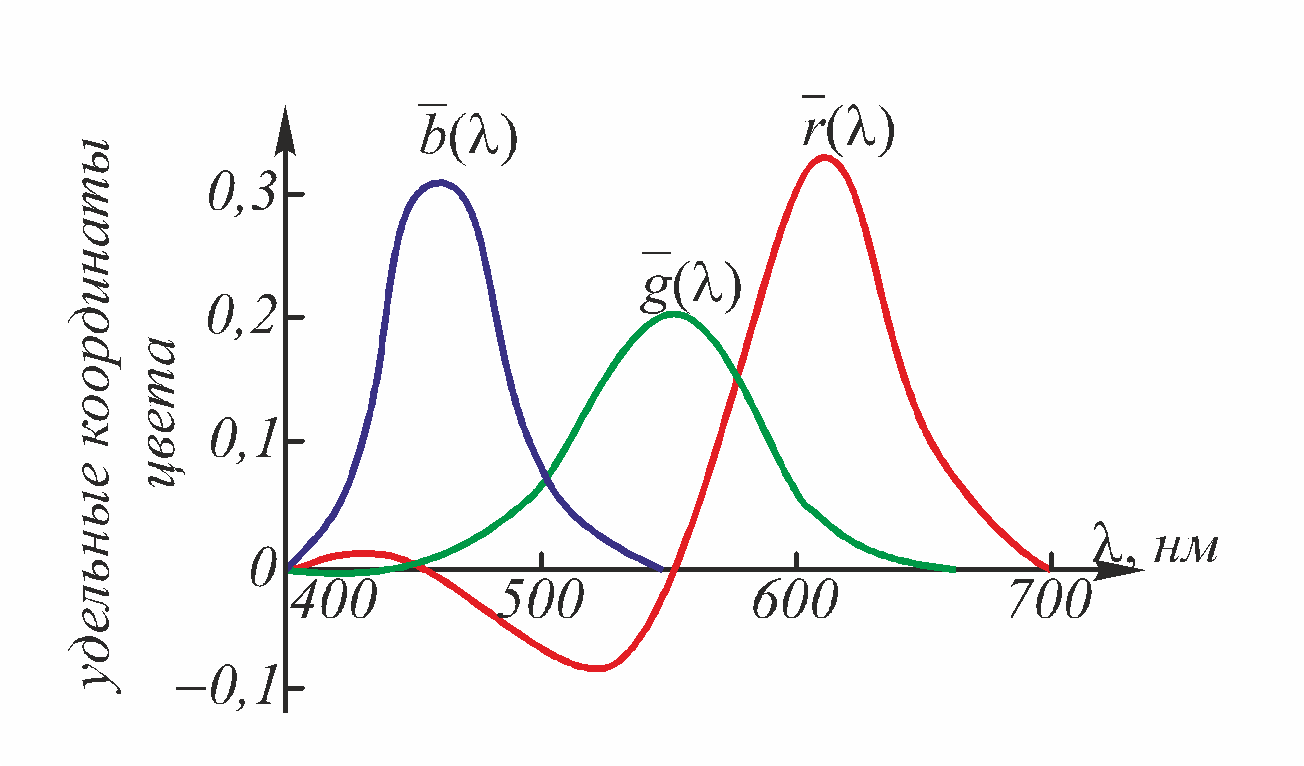 удельные координаты
цвета
b̅(λ)
r̅(λ)
g̅(λ)
0,3
0,2
0,1
0
−0,1
400
500
600
700
λ, нм